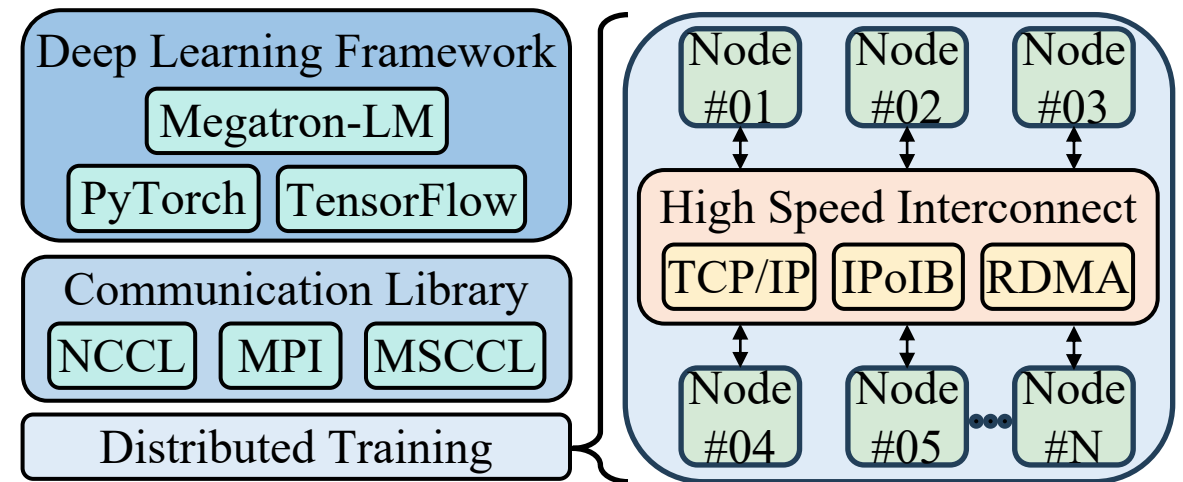 Deep Learning Framework
Megatron-LM
PyTorch TensorFlow
Communication Library
NCCL MPI MSCCL
Distributed Training
Node #01
Node #02
Node #03
High Speed Interconnect
TCP/IP IPoIB RDMA
Node #04
Node #05
Node #N